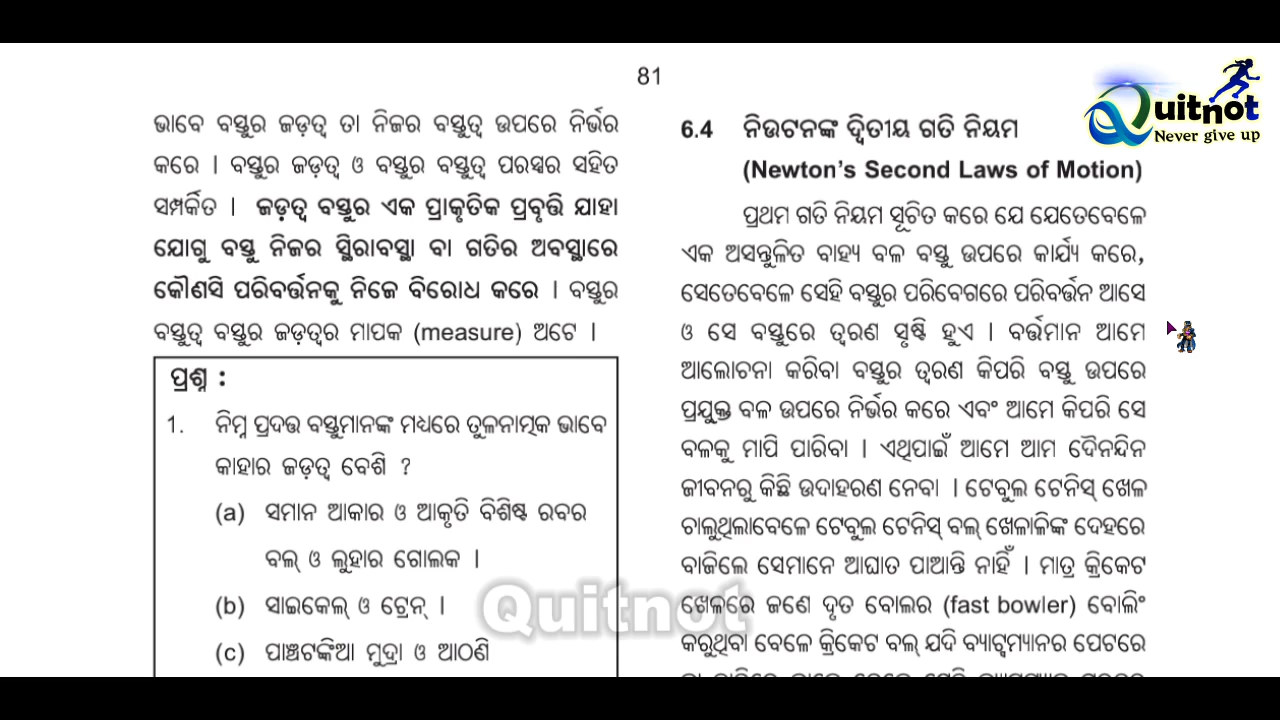 81
ଭାବେ ବସ୍ତୁର ଜଡ଼ତ୍ୱ ତା ନିଜର ବସ୍ତୁତ୍ୱ ଉପରେ ନିର୍ଭର
କରେ । ବସ୍ତୁର ଜଡ଼ତ୍ୱ ଓ ବସ୍ତୁର ବସ୍ତୁତ୍ୱ ପରସ୍ପର ସହିତ
ସମ୍ପର୍କିତ । ଜଡ଼ତ୍ୱ ବସ୍ତୁର ଏକ ପ୍ରାକୃତିକ ପ୍ରବୃତ୍ତି ଯାହା
ଯୋଗୁ ବସ୍ତୁ ନିଜର ସ୍ଥିରାବସ୍ଥା ବା ଗତିର ଅବସ୍ଥାରେ
କୌଣସି ପରିବର୍ତ୍ତନକୁ ନିଜେ ବିରୋଧ କରେ । ବସ୍ତୁର
ବସ୍ତୁତ୍ୱ ବସ୍ତୁର ଜଡ଼ତ୍ୱର ମାପକ (measure) ଅଟେ ।
ପ୍ରଶ୍ନ :
1. ନିମ୍ନ ପ୍ରଦତ୍ତ ବସ୍ତୁମାନଙ୍କ ମଧ୍ୟରେ ତୁଳନାତ୍ମକ ଭାବେ
କାହାର ଜଡ଼ତ୍ୱ ବେଶି ?
(a) ସମାନ ଆକାର ଓ ଆକୃତି ବିଶିଷ୍ଟ ରବର
ବଲ୍ ଓ ଲୁହାର ଗୋଲକ ।
(b) ସାଇକେଲ୍ ଓ ଟ୍ରେନ୍ ।
(c) ପାଞ୍ଚଟଙ୍କିଆ ମୁଦ୍ରା ଓ ଆଠଣି
6.4 ନିଉଟନଙ୍କ ଦ୍ୱିତୀୟ ଗତି ନିୟମ
(Newton's Second Laws of Motion)
ପ୍ରଥମ ଗତି ନିୟମ ସୂଚିତ କରେ ଯେ ଯେତେବେଳେ
ଏକ ଅସନ୍ତୁଳିତ ବାହ୍ୟ ବଳ ବସ୍ତୁ ଉପରେ କାର୍ଯ୍ୟ କରେ,
ସେତେବେଳେ ସେହି ବସ୍ତୁର ପରିବେଗରେ ପରିବର୍ତ୍ତନ ଆସେ
ଓ ସେ ବସ୍ତୁରେ ତ୍ୱରଣ ସୃଷ୍ଟି ହୁଏ । ବର୍ତ୍ତମାନ ଆମେ
ଆଲୋଚନା କରିବା ବସ୍ତୁର ତ୍ୱରଣ କିପରି ବସ୍ତୁ ଉପରେ
ପ୍ରଯୁକ୍ତ ବଳ ଉପରେ ନିର୍ଭର କରେ ଏବଂ ଆମେ କିପରି ସେ
ବଳକୁ ମାପି ପାରିବା । ଏଥିପାଇଁ ଆମେ ଆମ ଦୈନନ୍ଦିନ
ଜୀବନରୁ କିଛି ଉଦାହରଣ ନେବା । ଟେବୁଲ ଟେନିସ୍ ଖେଳ
ଚାଲୁଥିଲାବେଳେ ଟେବୁଲ ଟେନିସ୍ ବଲ୍ ଖେଳାଳିଙ୍କ ଦେହରେ
ବାଜିଲେ ସେମାନେ ଆଘାତ ପାଆନ୍ତି ନାହିଁ । ମାତ୍ର କ୍ରିକେଟ
ଖେଳରେ ଜଣେ ଦୃତ ବୋଲର (fast bowler) ବୋଲିଂ
କରୁଥିବା ବେଳେ କ୍ରିକେଟ ବଲ୍ ଯଦି ବ୍ୟାଟ୍ସମ୍ୟାନର ପେଟରେ
Quitnot
Never give up
Quitnot